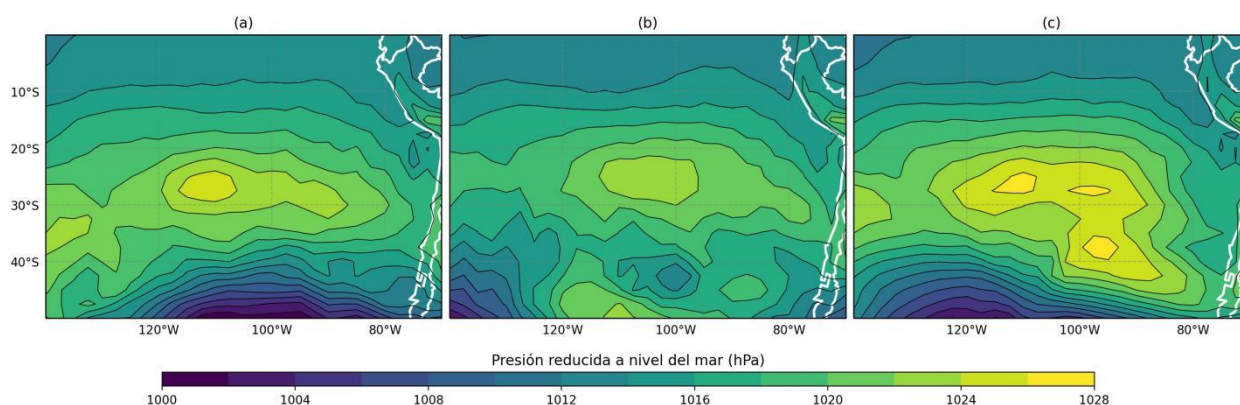 (a) (b) (c)
10°S
20°S
30°S
40°S
120°W 100°W 80°W 120°W 100°W 80°W 120°W 100°W 80°W
Presión reducida a nivel del mar (hPa)
1000 1004 1008 1012 1016 1020 1024 1028